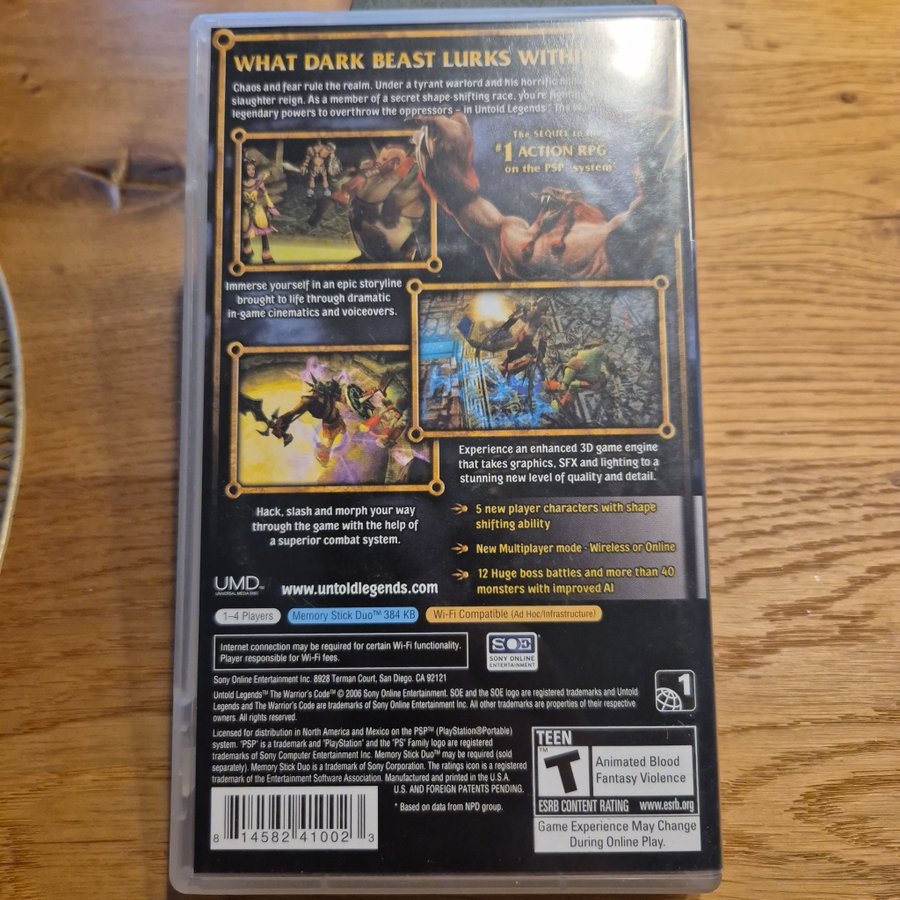 WHAT DARK BEAST LURKS WITHIN
Chaos and fear rule the realm. Under a tyrant warlord and his horrific
slaughter reign. As a member of a secret shape-shifting race, you're fighting
legendary powers to overthrow the oppressors – in Untold Legends™: The
The SEQUEL to the
#1 ACTION RPG
on the PSP® system*
Immerse yourself in an epic storyline
brought to life through dramatic
in-game cinematics and voiceovers.
Experience an enhanced 3D game engine
that takes graphics, SFX and lighting to a
stunning new level of quality and detail.
Hack, slash and morph your way
through the game with the help of
a superior combat system.
5 new player characters with shape
shifting ability
New Multiplayer mode - Wireless or Online
12 Huge boss battles and more than 40
monsters with improved AI
UMD™
UNIVERSAL MEDIA DISC
www.untoldlegends.com
1–4 Players
Memory Stick Duo™ 384 KB
Wi-Fi Compatible (Ad Hoc/Infrastructure)
Internet connection may be required for certain Wi-Fi functionality.
Player responsible for Wi-Fi fees.
SOE®
SONY ONLINE
ENTERTAINMENT
Sony Online Entertainment Inc. 8928 Terman Court, San Diego. CA 92121
1
Untold Legends™ The Warrior's Code™ © 2006 Sony Online Entertainment. SOE and the SOE logo are registered trademarks and Untold
Legends and The Warrior's Code are trademarks of Sony Online Entertainment Inc. All other trademarks are properties of their respective
owners. All rights reserved.
Licensed for distribution in North America and Mexico on the PSP™ (PlayStation®Portable)
system. "PSP" is a trademark and "PlayStation" and the "PS" Family logo are registered
trademarks of Sony Computer Entertainment Inc. Memory Stick Duo™ may be required (sold
separately). Memory Stick Duo is a trademark of Sony Corporation. The ratings icon is a registered
trademark of the Entertainment Software Association. Manufactured and printed in the U.S.A.
U.S. AND FOREIGN PATENTS PENDING.
* Based on data from NPD group.
8 14582 41002 3
TEEN
T™
Animated Blood
Fantasy Violence
ESRB CONTENT RATING www.esrb.org
Game Experience May Change
During Online Play.